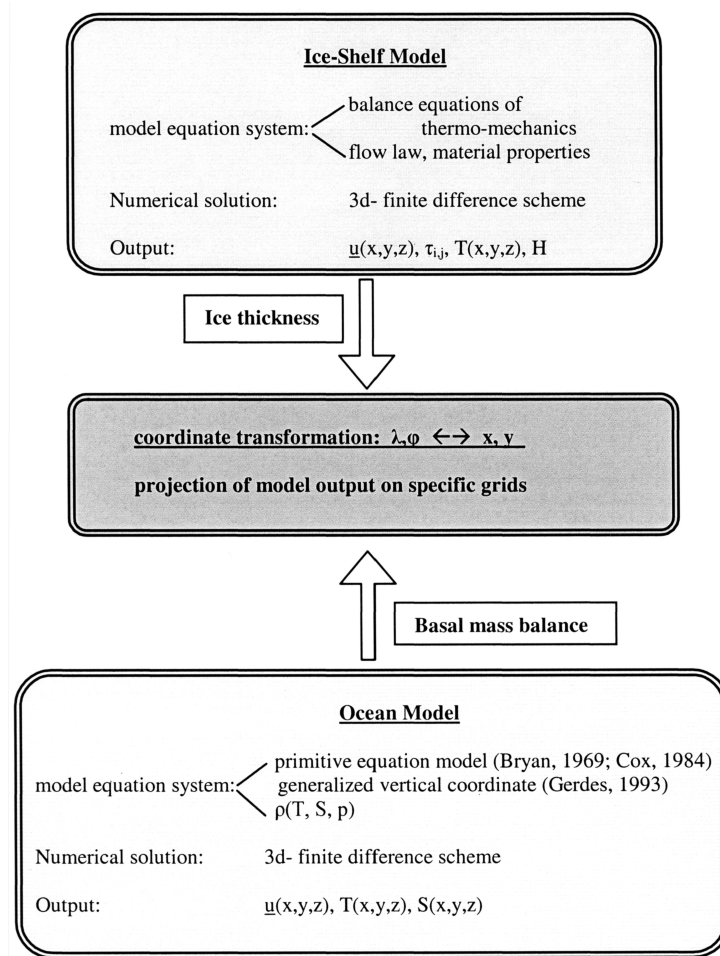 Ice-Shelf Model
balance equations of
model equation system: thermo-mechanics
flow law, material properties
Numerical solution: 3d- finite difference scheme
Output: u(x,y,z), τi,j, T(x,y,z), H
Ice thickness
coordinate transformation: λ,φ ←→ x, y
projection of model output on specific grids
Basal mass balance
Ocean Model
primitive equation model (Bryan, 1969; Cox, 1984)
model equation system: generalized vertical coordinate (Gerdes, 1993)
ρ(T, S, p)
Numerical solution: 3d- finite difference scheme
Output: u(x,y,z), T(x,y,z), S(x,y,z)